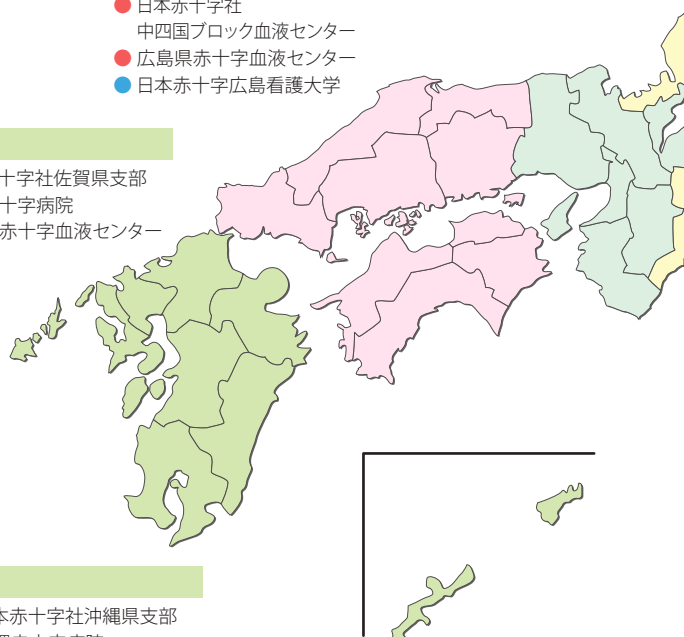 日本赤十字社
中四国ブロック血液センター
広島県赤十字血液センター
日本赤十字広島看護大学
十字社佐賀県支部
十字病院
赤十字血液センター
本赤十字社沖縄県支部